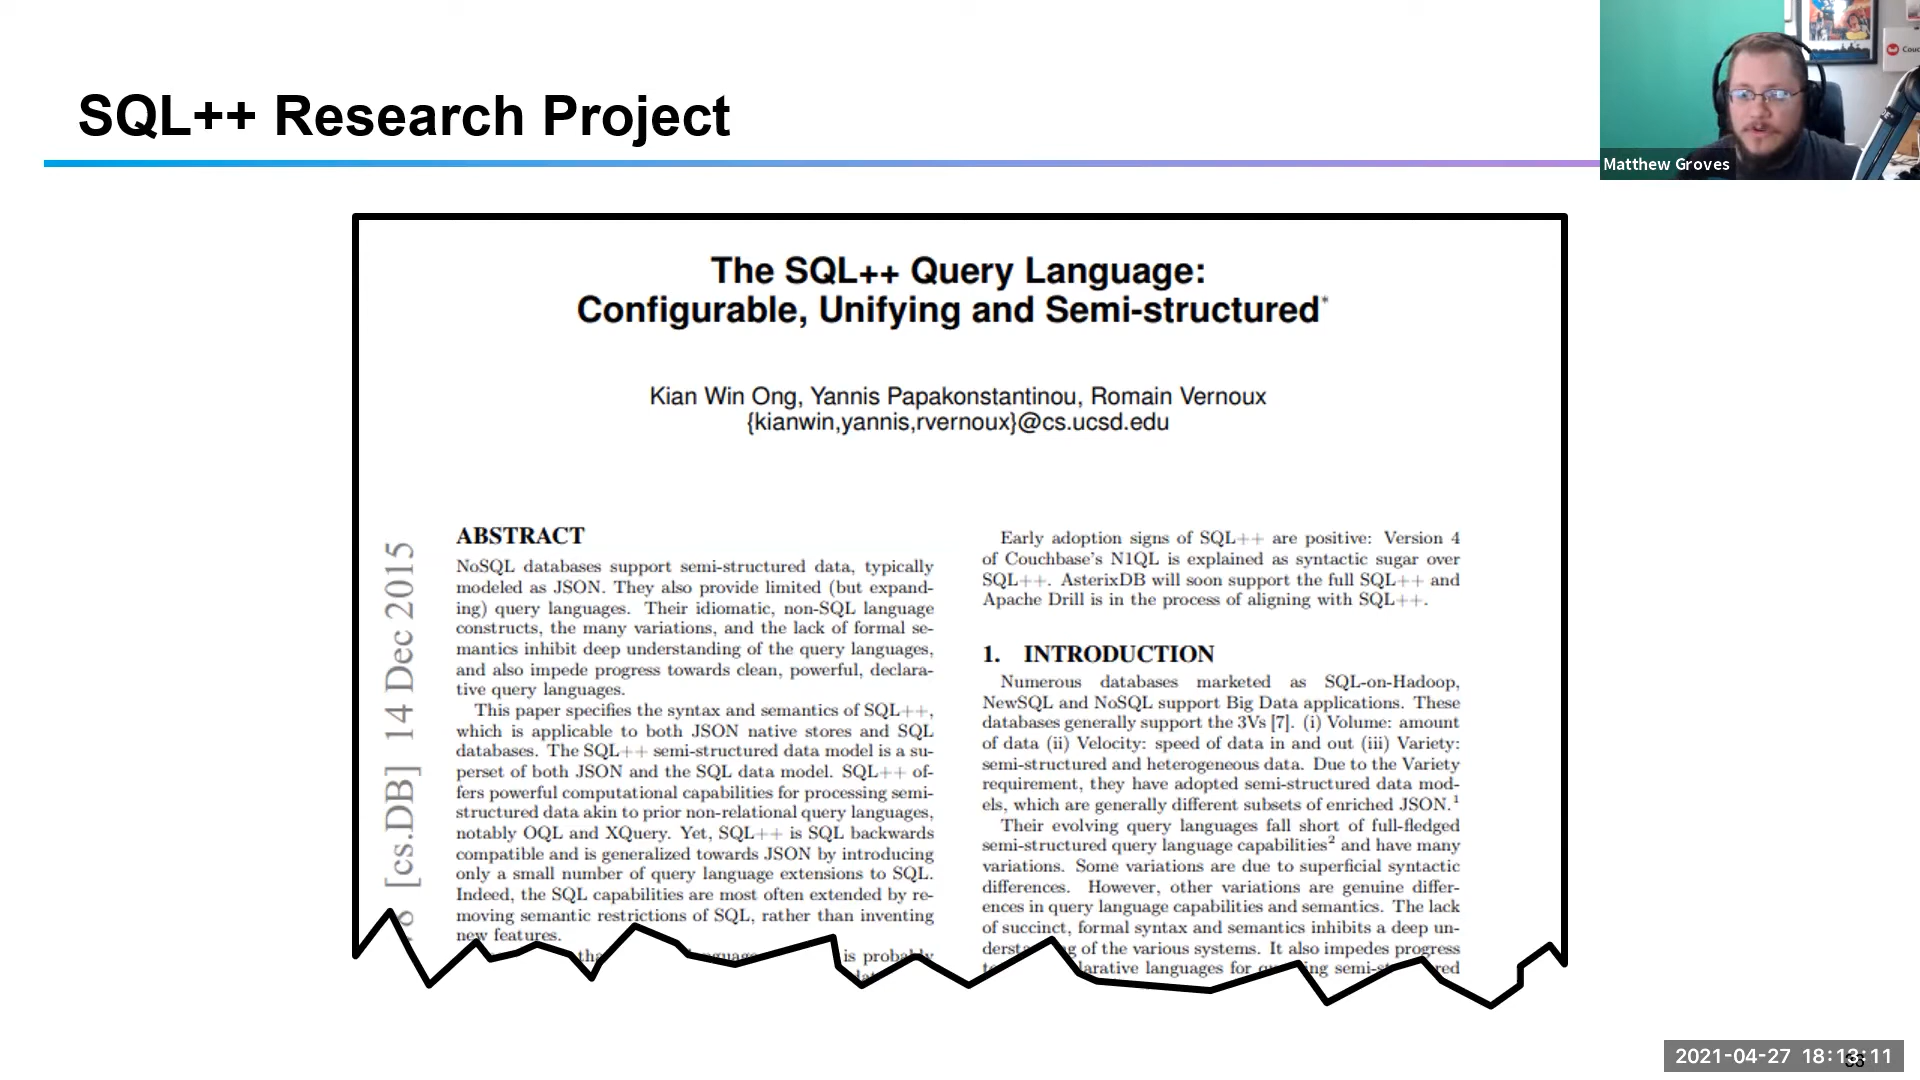 SQL++ Research Project
Couc
Matthew Groves
The SQL++ Query Language:
Configurable, Unifying and Semi-structured*
Kian Win Ong, Yannis Papakonstantinou, Romain Vernoux
{kianwin,yannis,rvernoux}@cs.ucsd.edu
[cs.DB] 14 Dec 2015
ABSTRACT
NoSQL databases support semi-structured data, typically
modeled as JSON. They also provide limited (but expand-
ing) query languages. Their idiomatic, non-SQL language
constructs, the many variations, and the lack of formal se-
mantics inhibit deep understanding of the query languages,
and also impede progress towards clean, powerful, declara-
tive query languages.
This paper specifies the syntax and semantics of SQL++,
which is applicable to both JSON native stores and SQL
databases. The SQL++ semi-structured data model is a su-
perset of both JSON and the SQL data model. SQL++ of-
fers powerful computational capabilities for processing semi-
structured data akin to prior non-relational query languages,
notably OQL and XQuery. Yet, SQL++ is SQL backwards
compatible and is generalized towards JSON by introducing
only a small number of query language extensions to SQL.
Indeed, the SQL capabilities are most often extended by re-
moving semantic restrictions of SQL, rather than inventing
new features.
is probably
Early adoption signs of SQL++ are positive: Version 4
of Couchbase's N1QL is explained as syntactic sugar over
SQL++. AsterixDB will soon support the full SQL++ and
Apache Drill is in the process of aligning with SQL++.
1. INTRODUCTION
Numerous databases marketed as SQL-on-Hadoop,
NewSQL and NoSQL support Big Data applications. These
databases generally support the 3Vs [7]. (i) Volume: amount
of data (ii) Velocity: speed of data in and out (iii) Variety:
semi-structured and heterogeneous data. Due to the Variety
requirement, they have adopted semi-structured data mod-
els, which are generally different subsets of enriched JSON.1
Their evolving query languages fall short of full-fledged
semi-structured query language capabilities2 and have many
variations. Some variations are due to superficial syntactic
differences. However, other variations are genuine differ-
ences in query language capabilities and semantics. The lack
of succinct, formal syntax and semantics inhibits a deep un-
of the various systems. It also impedes progress
languages for
2021-04-27 18:13:11